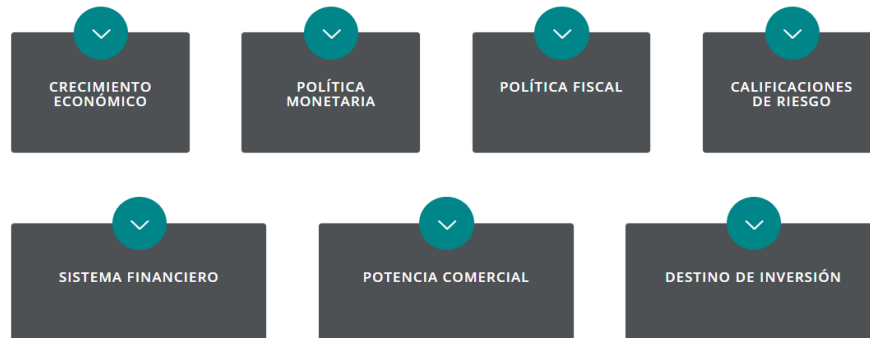 CRECIMIENTO
ECONÓMICO
POLÍTICA
MONETARIA
POLÍTICA FISCAL
CALIFICACIONES
DE RIESGO
SISTEMA FINANCIERO
POTENCIA COMERCIAL
DESTINO DE INVERSIÓN